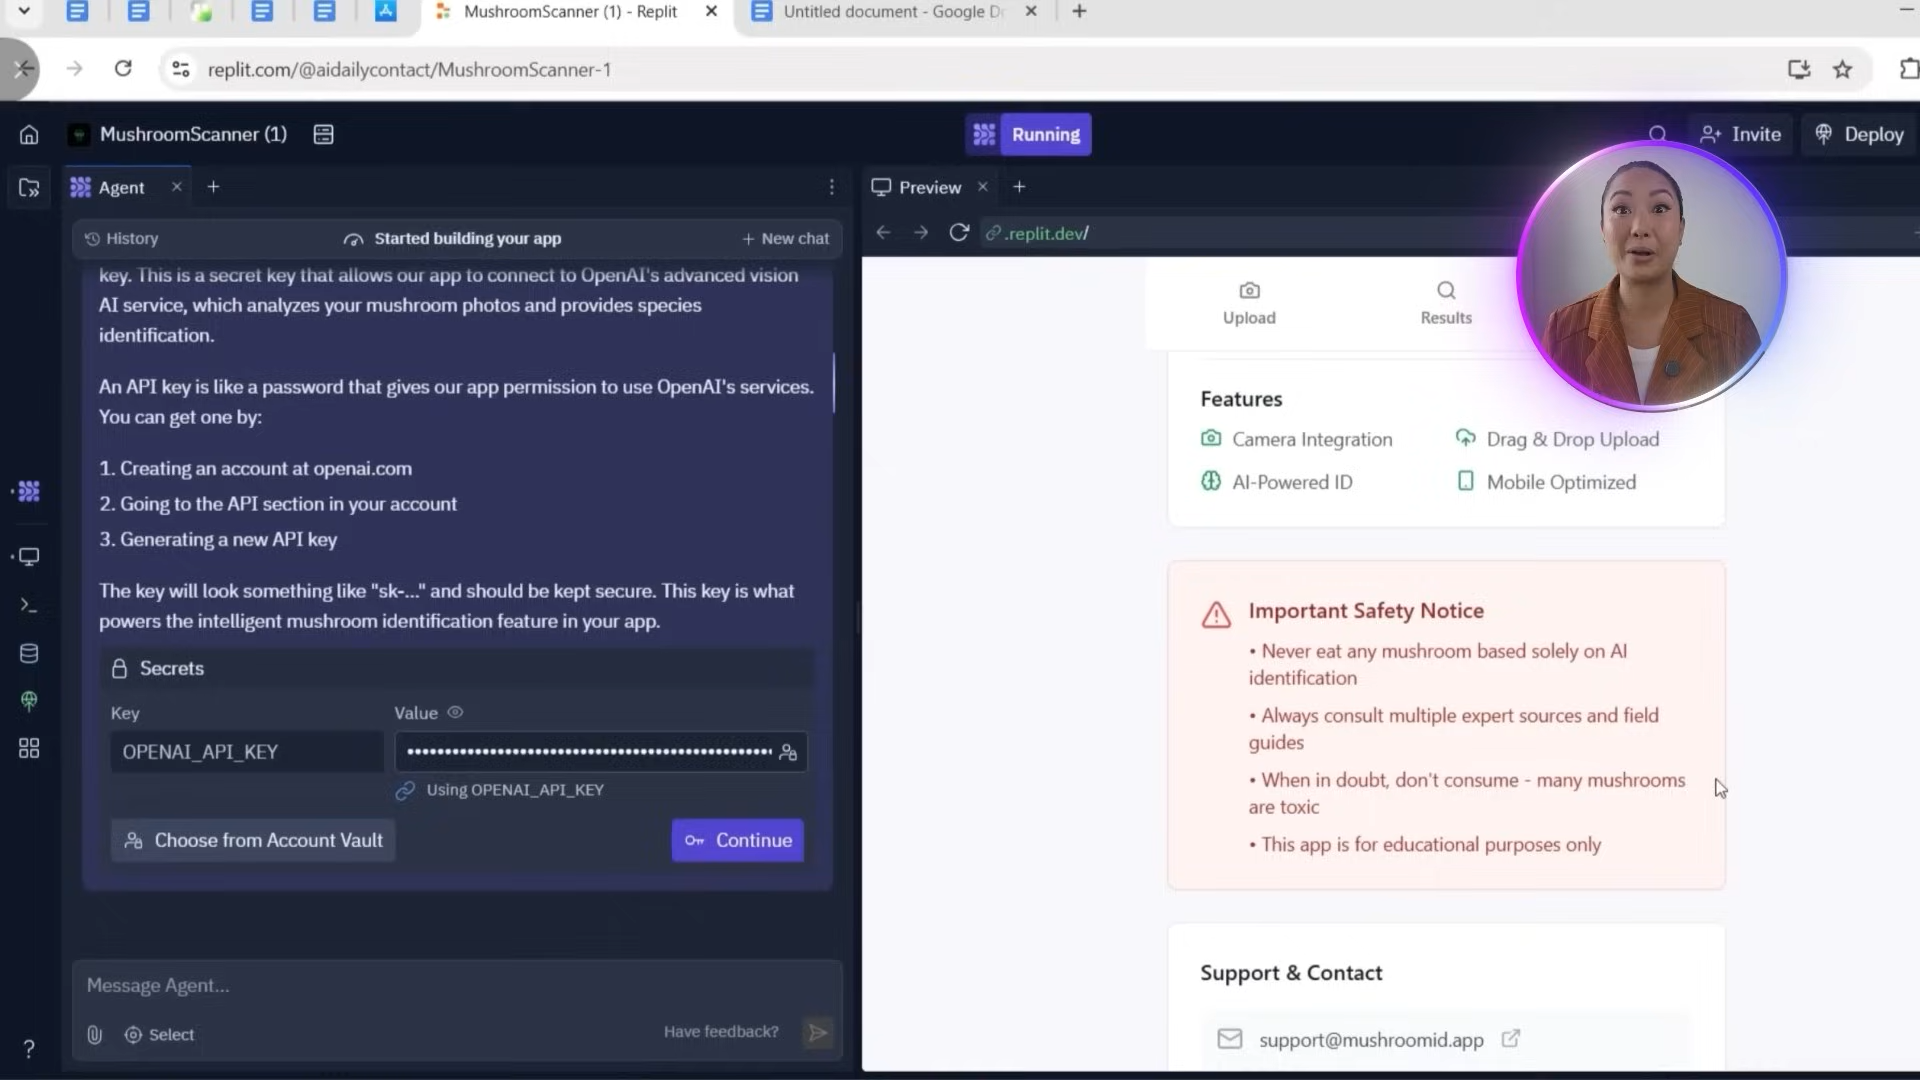 MushroomScanner (1) - Replit
Untitled document - Google Do
replit.com/@aidailycontact/MushroomScanner-1
MushroomScanner (1)
Running
Invite
Deploy
Agent
Preview
History
Started building your app
New chat
.replit.dev/
key. This is a secret key that allows our app to connect to OpenAI's advanced vision
AI service, which analyzes your mushroom photos and provides species
identification.
An API key is like a password that gives our app permission to use OpenAI's services.
You can get one by:
1. Creating an account at openai.com
2. Going to the API section in your account
3. Generating a new API key
The key will look something like "sk-..." and should be kept secure. This key is what
powers the intelligent mushroom identification feature in your app.
Secrets
Key
Value
OPENAI_API_KEY
Using OPENAI_API_KEY
Choose from Account Vault
Continue
Message Agent...
Select
Have feedback?
Upload
Results
Features
Camera Integration
Drag & Drop Upload
AI-Powered ID
Mobile Optimized
Important Safety Notice
• Never eat any mushroom based solely on AI
identification
• Always consult multiple expert sources and field
guides
• When in doubt, don't consume - many mushrooms
are toxic
• This app is for educational purposes only
Support & Contact
support@mushroomid.app